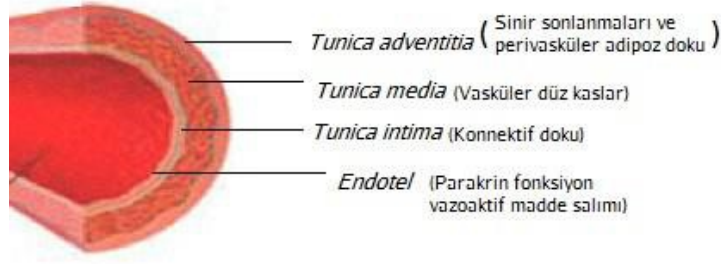 Tunica adventitia ( Sinir sonlanmaları ve
perivasküler adipoz doku )
Tunica media (Vasküler düz kaslar)
Tunica intima (Konnektif doku)
Endotel (Parakrin fonksiyon
vazoaktif madde salımı)